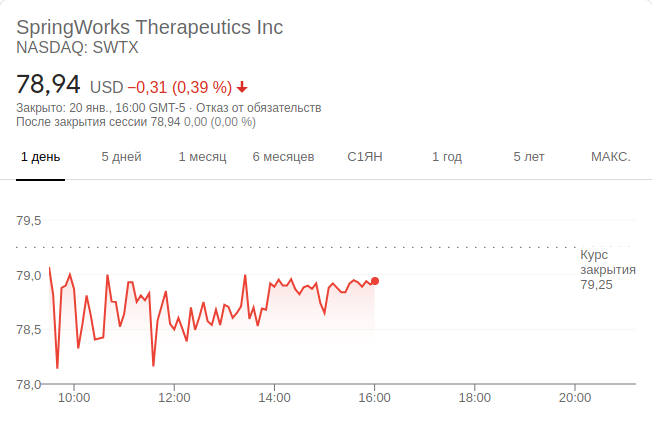 SpringWorks Therapeutics Inc
NASDAQ: SWTX
78,94 USD −0,31 (0,39 %)
Закрыто: 20 янв., 16:00 GMT-5 · Отказ от обязательств
После закрытия сессии 78,94 0,00 (0,00 %)
1 день 5 дней 1 месяц 6 месяцев С1ЯН 1 год 5 лет МАКС.
79,5
Курс
закрытия
79,25
79,0
78,5
78,0
10:00 12:00 14:00 16:00 18:00 20:00